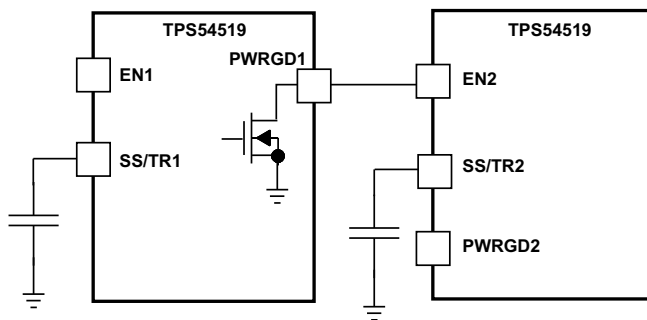 TPS54519
EN1
PWRGD1
SS/TR1
TPS54519
EN2
SS/TR2
PWRGD2